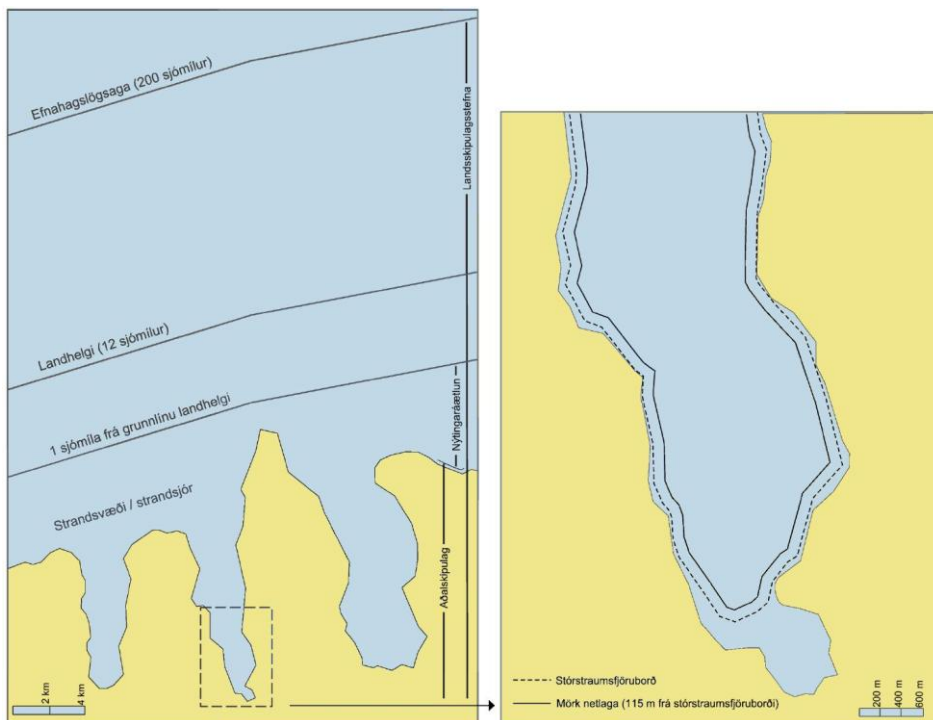 Efnahagslögsaga (200 sjómílur)
Landsskipulagsstefna
Landhelgi (12 sjómílur)
1 sjómíla frá grunnlínu landhelgi
Nýtingaráætlun
Strandsvæði / strandsjór
Aðalskipulag
2 km
4 km
Stórstraumsfjöruborð
Mörk netlaga (115 m frá stórstraumsfjöruborði)
200 m
400 m
600 m